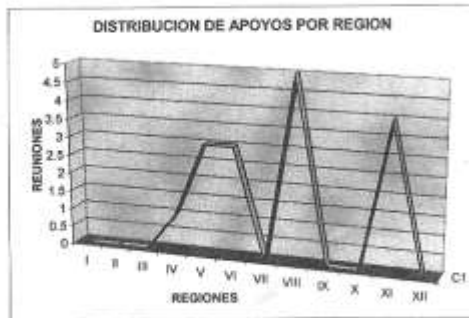 DISTRIBUCION DE APOYOS POR REGION
5
4.5
4
3.5
3
2.5
2
1.5
1
0.5
0
REUNIONES
I II III IV V VI VII VIII IX X XI XII
C1
REGIONES